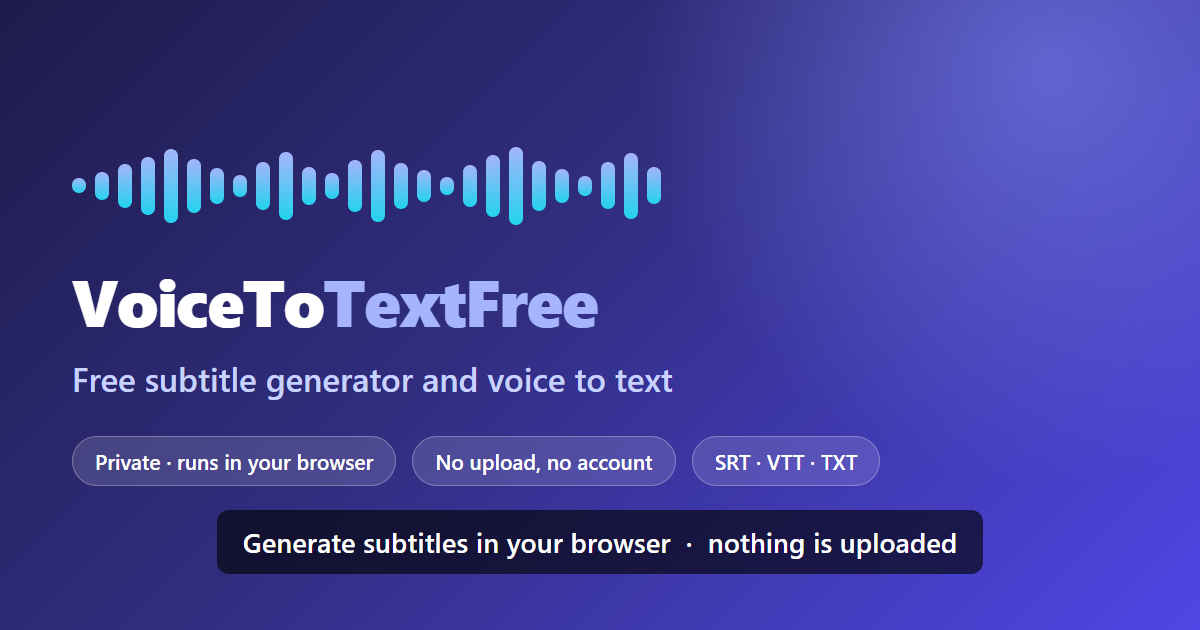 VoiceToTextFree
Free subtitle generator and voice to text
Private · runs in your browser
No upload, no account
SRT · VTT · TXT
Generate subtitles in your browser · nothing is uploaded